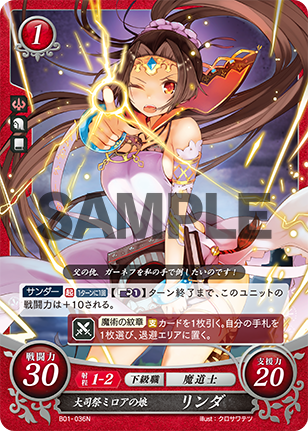 1
SAMPLE
父の仇、ガーネフを私の手で倒したいのです!
サンダー 起 1ターンに1回 【1】ターン終了まで、このユニットの
戦闘力は+10される。
魔術の紋章 支 カードを1枚引く。自分の手札を
1枚選び、退避エリアに置く。
戦闘力
30
射程 1-2 下級職 魔道士
支援力
20
大司祭ミロアの娘 リンダ
B01-036N
illust:クロサワテツ